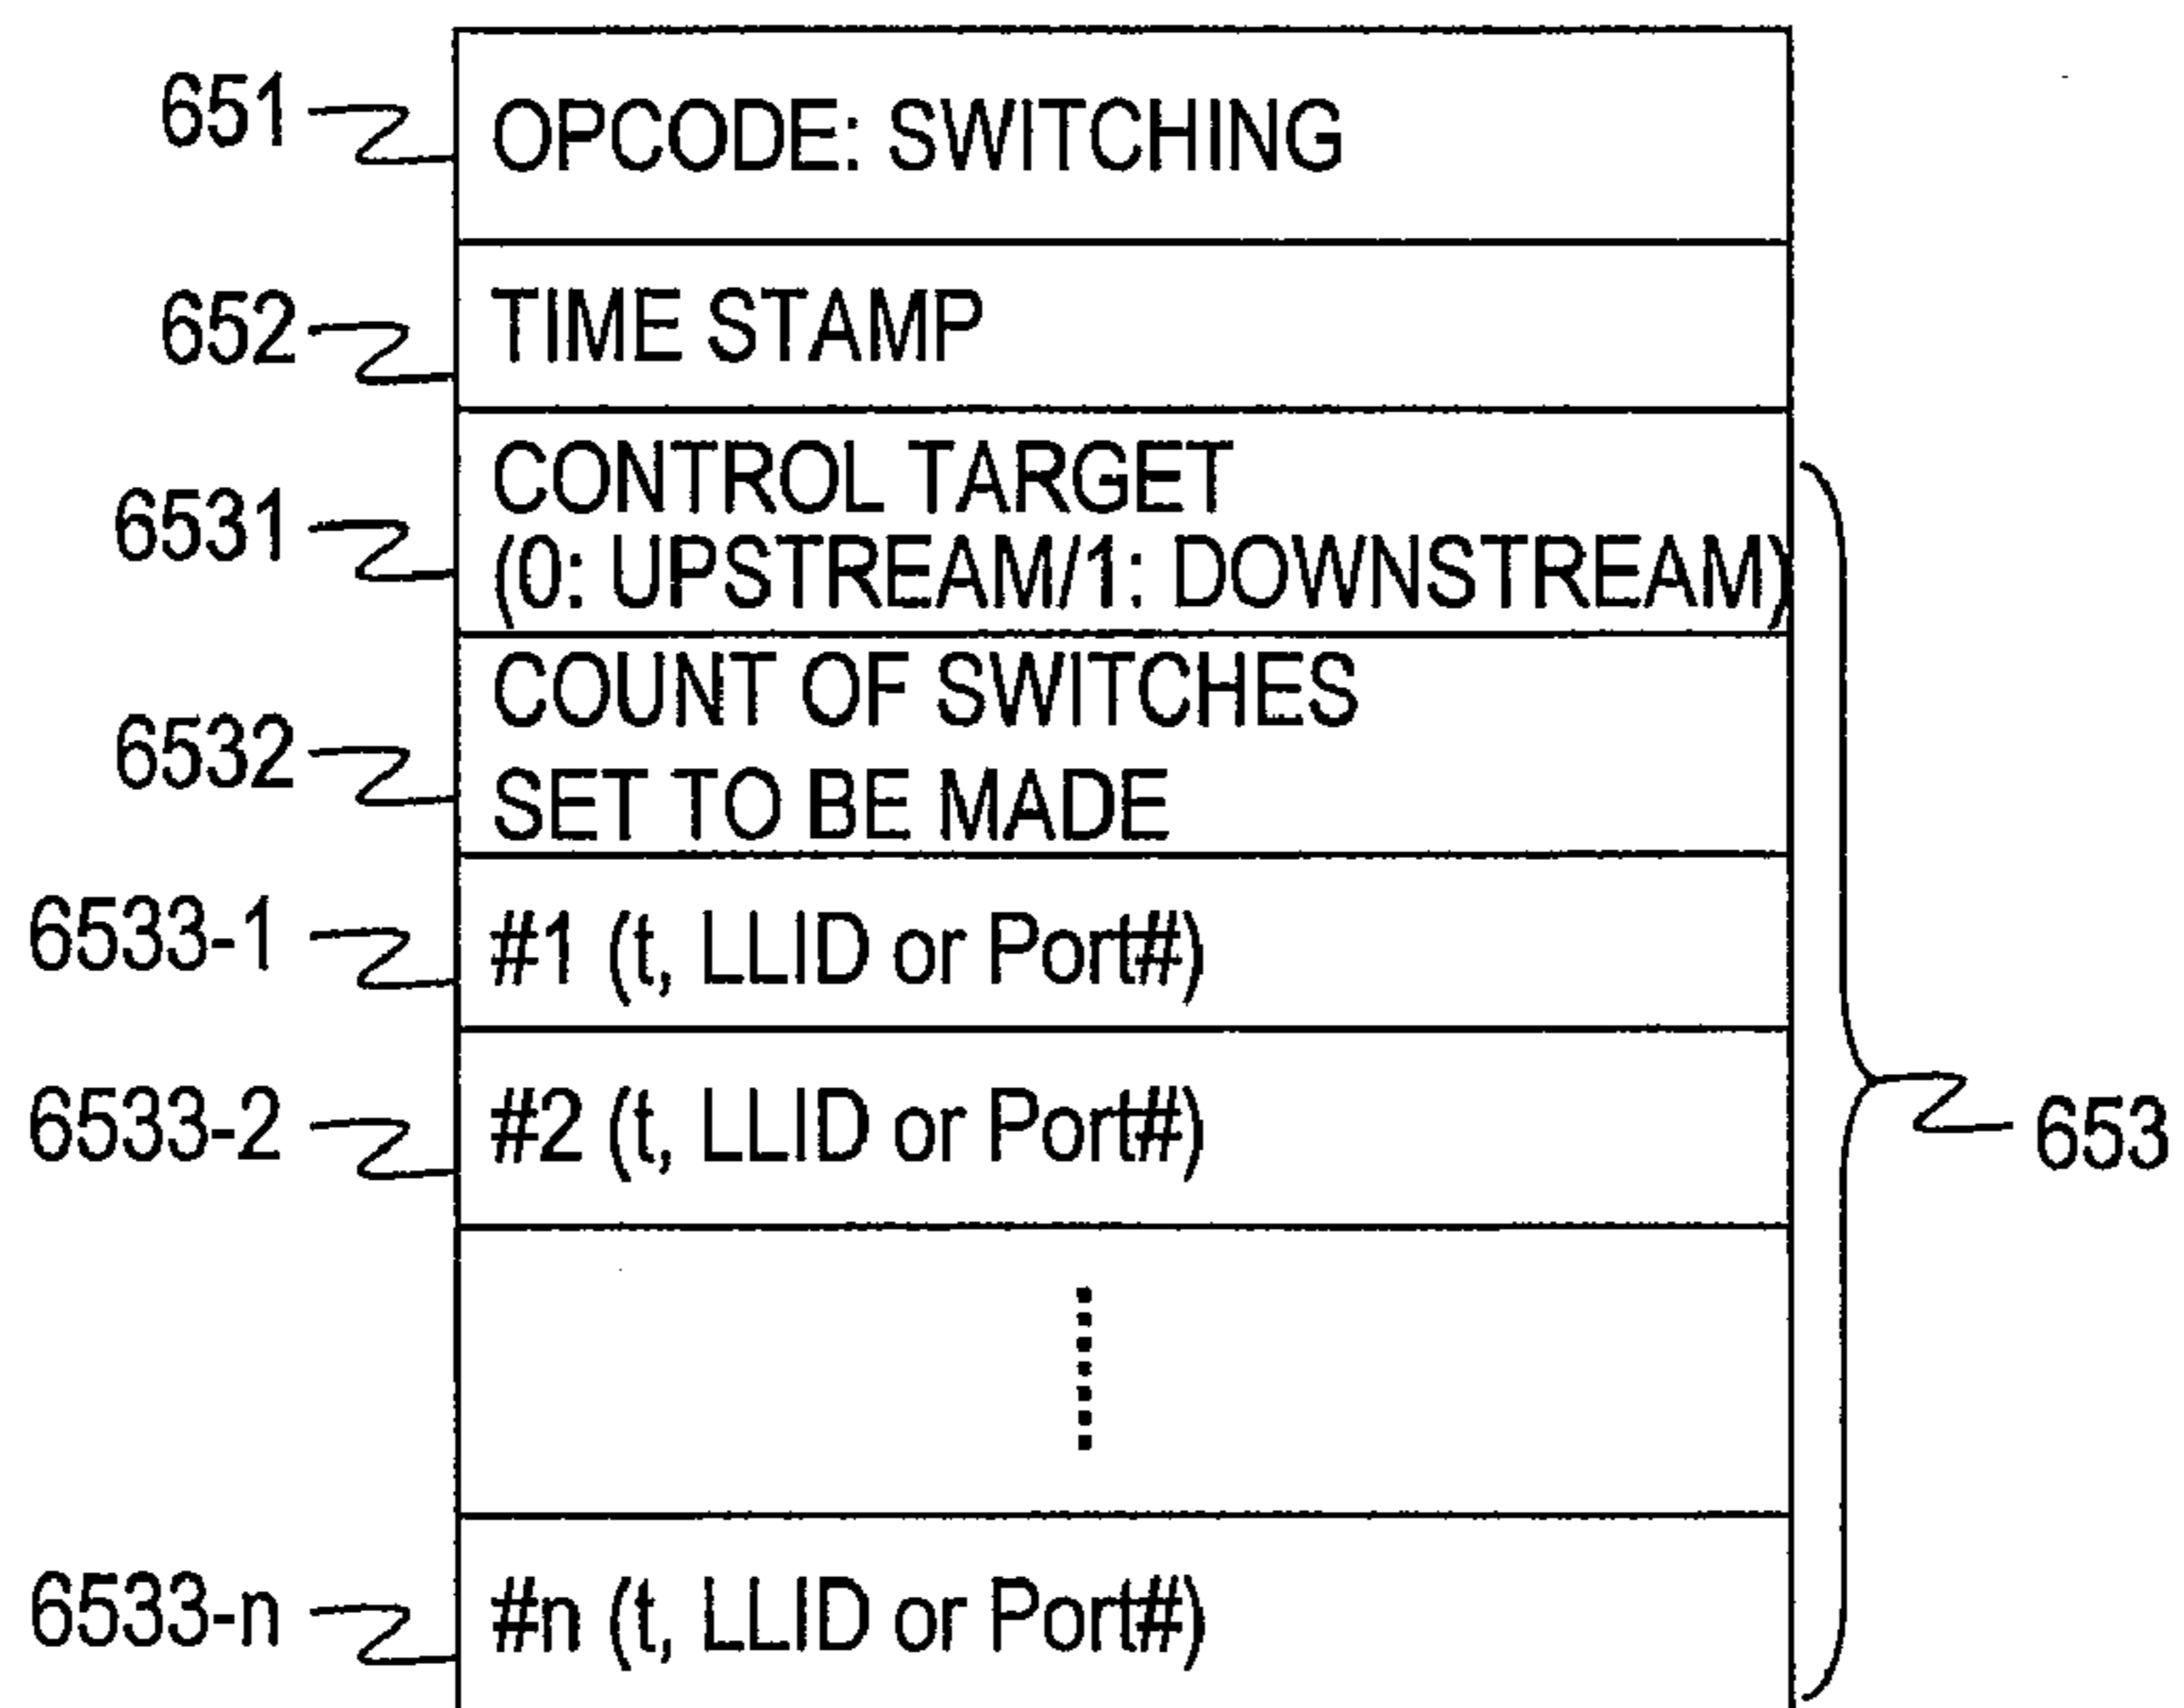 651 OPCODE: SWITCHING
652 TIME STAMP
6531 CONTROL TARGET
(0: UPSTREAM/1: DOWNSTREAM)
6532 COUNT OF SWITCHES
SET TO BE MADE
6533-1 #1 (t, LLID or Port#)
6533-2 #2 (t, LLID or Port#)
653
6533-n #n (t, LLID or Port#)